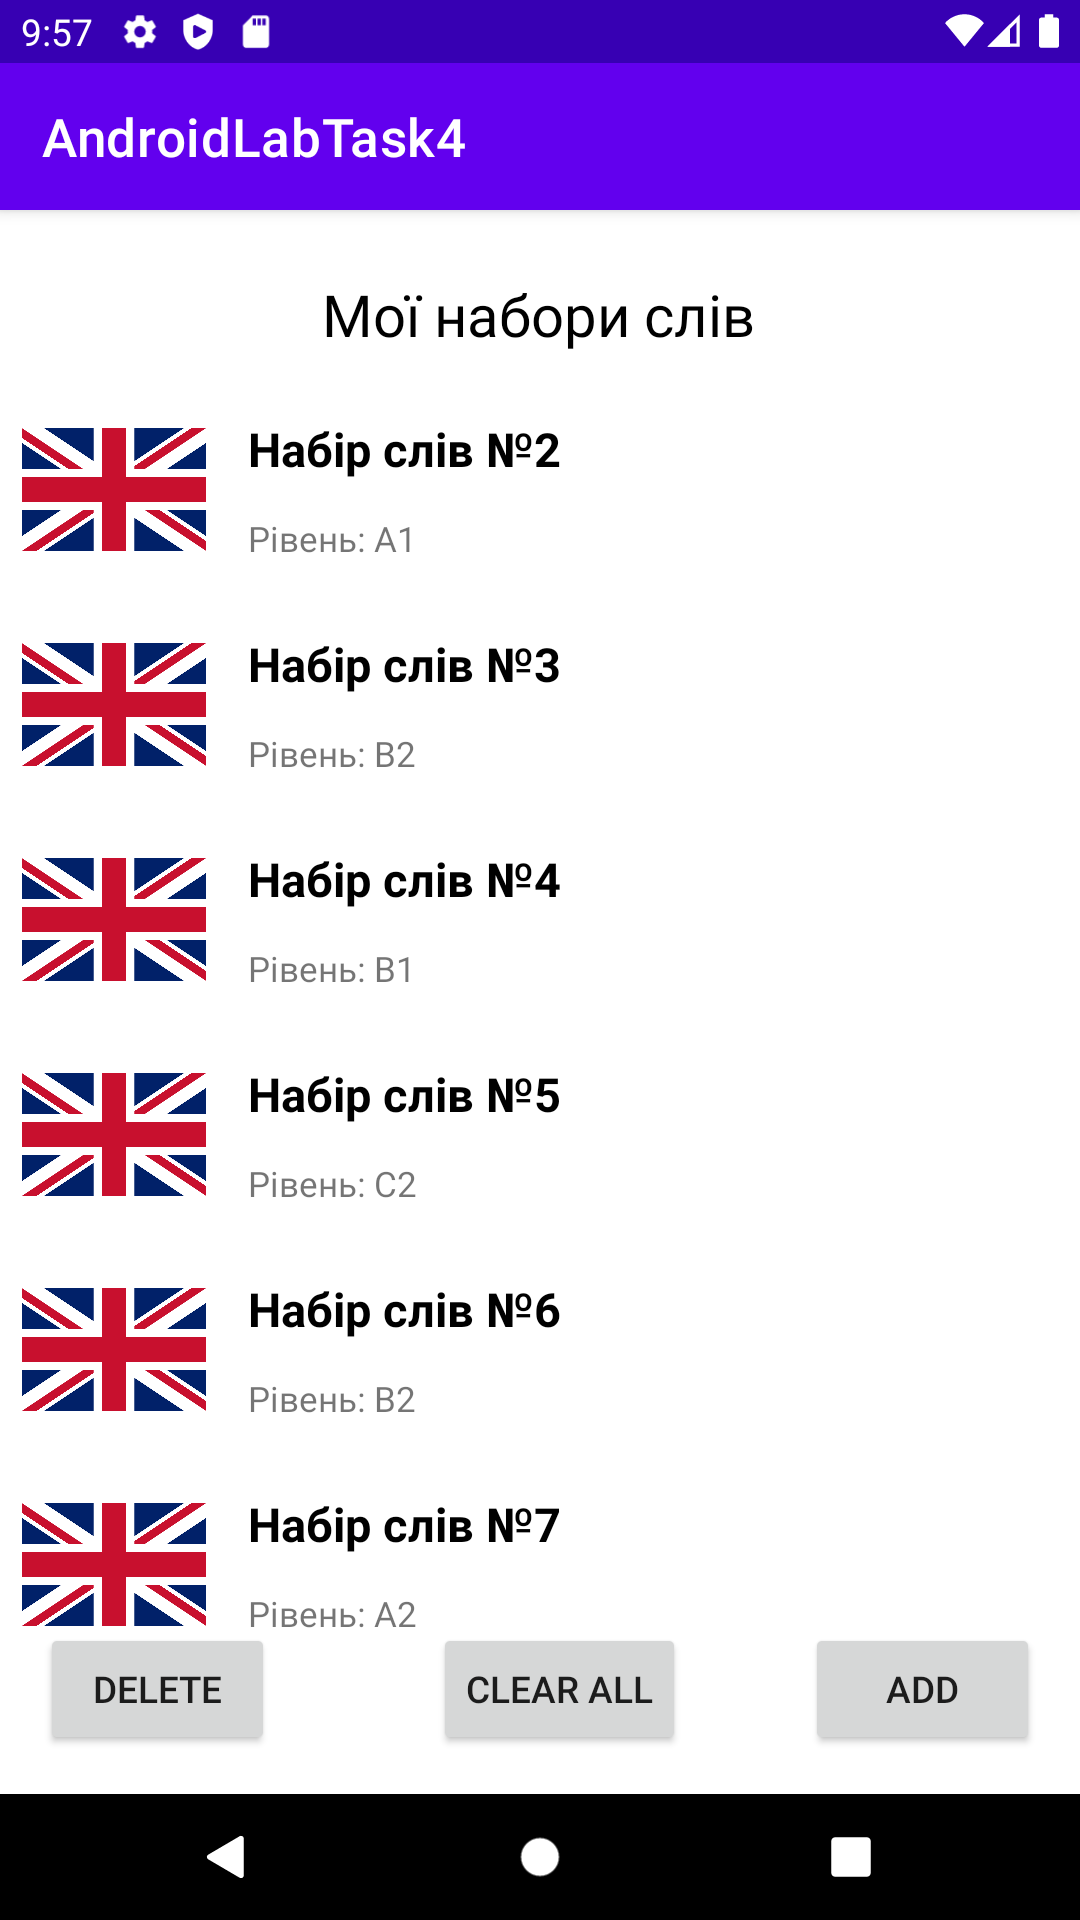 9:57
AndroidLabTask4
Мої набори слів
Набір слів №2
Рівень: A1
Набір слів №3
Рівень: B2
Набір слів №4
Рівень: B1
Набір слів №5
Рівень: C2
Набір слів №6
Рівень: B2
Набір слів №7
Рівень: A2
DELETE
CLEAR ALL
ADD